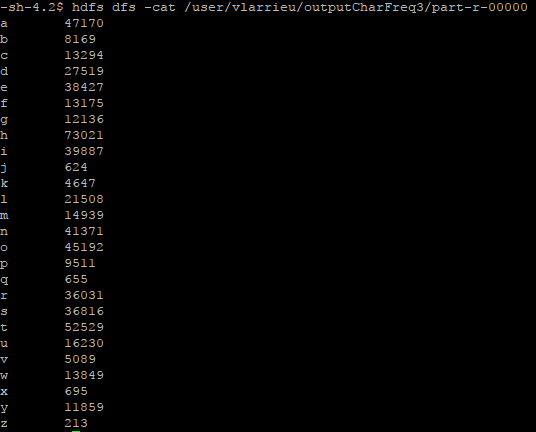 -sh-4.2$ hdfs dfs -cat /user/vlarrieu/outputCharFreq3/part-r-00000
a 47170
b 8169
c 13294
d 27519
e 38427
f 13175
g 12136
h 73021
i 39887
j 624
k 4647
l 21508
m 14939
n 41371
o 45192
p 9511
q 655
r 36031
s 36816
t 52529
u 16230
v 5089
w 13849
x 695
y 11859
z 213